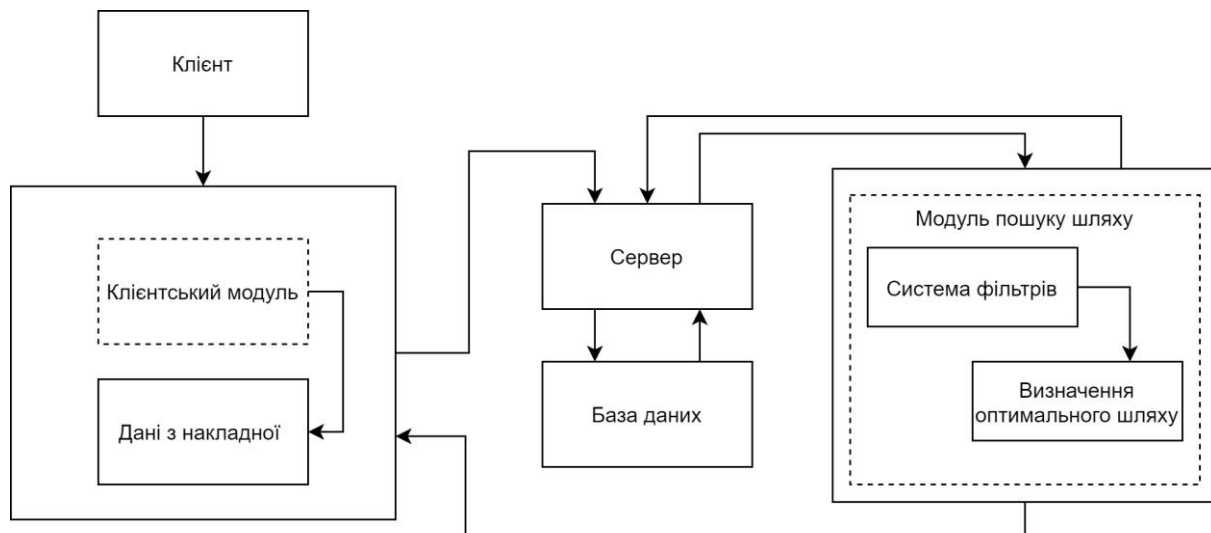 Клієнт
Клієнтський модуль
Дані з накладної
Сервер
База даних
Модуль пошуку шляху
Система фільтрів
Визначення
оптимального шляху